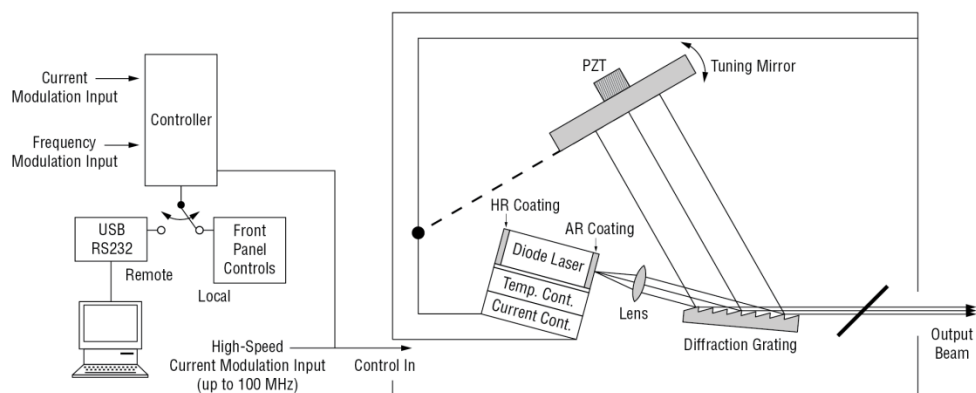 Current
Modulation Input
Frequency
Modulation Input
Controller
USB
RS232
Remote
Front
Panel
Controls
Local
High-Speed
Current Modulation Input
(up to 100 MHz)
Control In
PZT
Tuning Mirror
HR Coating
AR Coating
Diode Laser
Temp. Cont.
Current Cont.
Lens
Diffraction Grating
Output
Beam